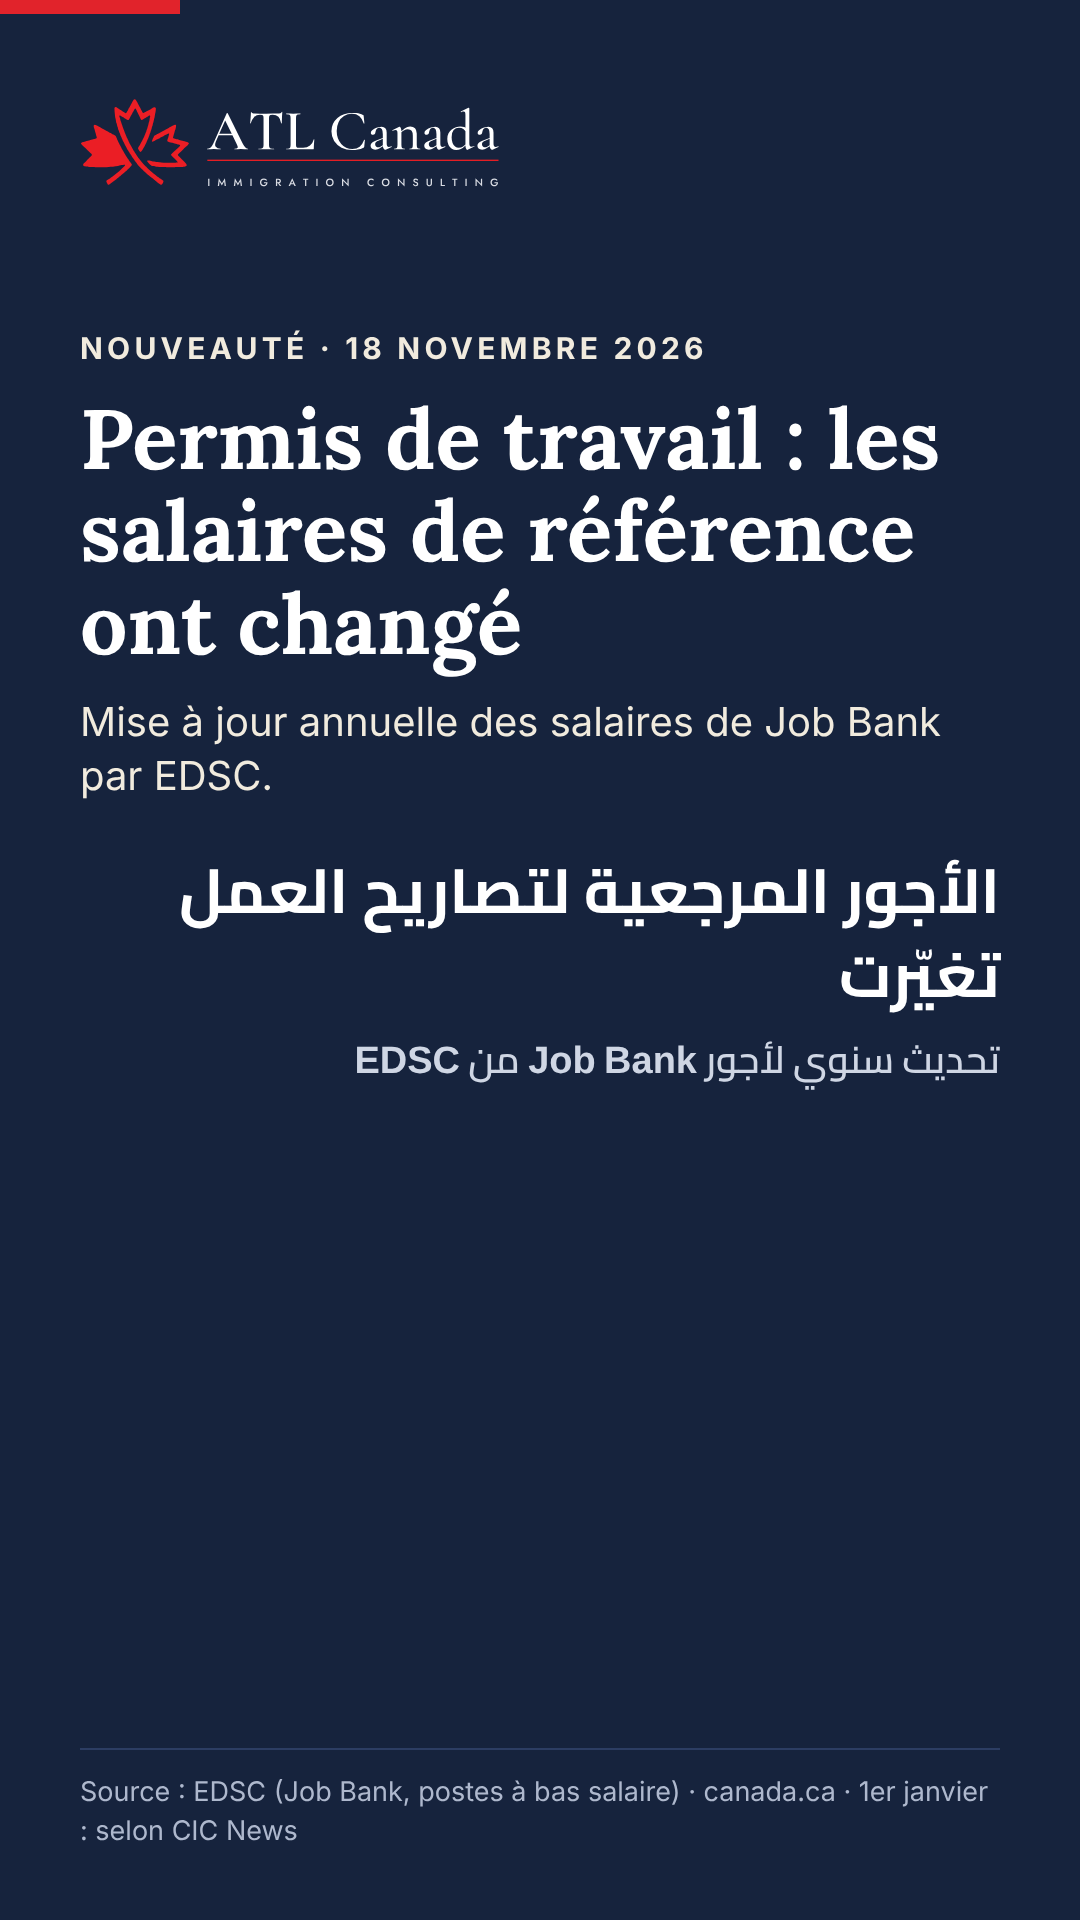 ATL Canada
IMMIGRATION CONSULTING
NOUVEAUTÉ · 18 NOVEMBRE 2026
Permis de travail : les
salaires de référence
ont changé
Mise à jour annuelle des salaires de Job Bank
par EDSC.
الأجور المرجعية لتصاريح العمل
تغيّرت
تحديث سنوي لأجور Job Bank من EDSC
Source : EDSC (Job Bank, postes à bas salaire) · canada.ca · 1er janvier
: selon CIC News